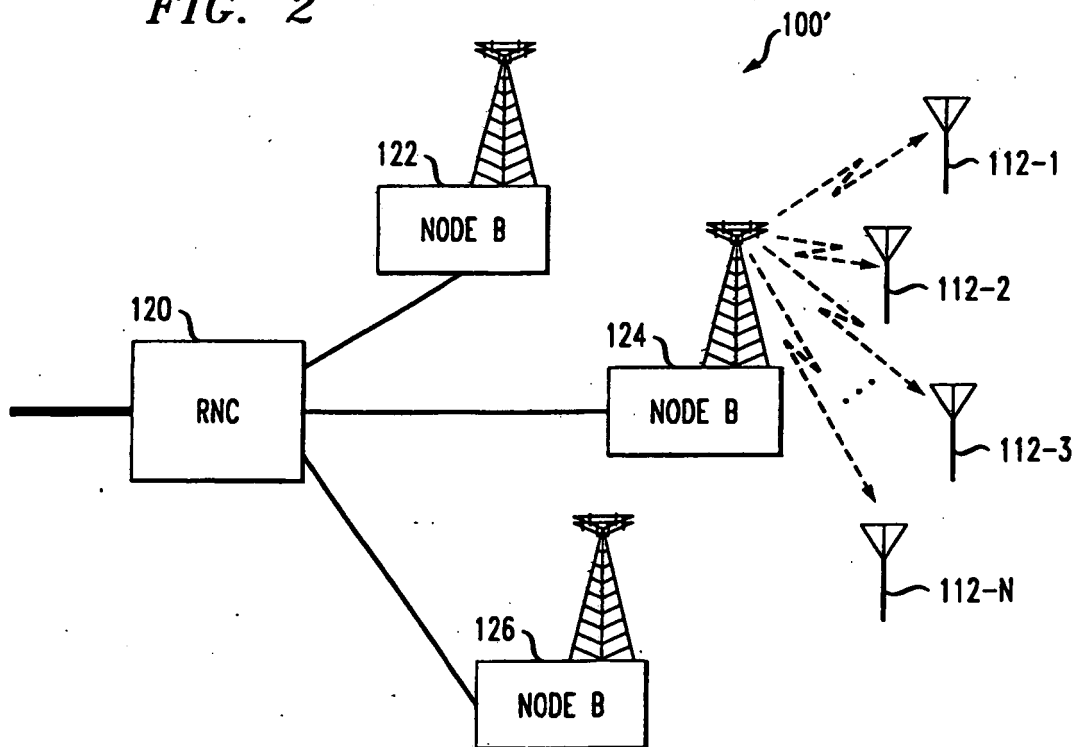 FIG. 2
100'
112-1
122
NODE B
112-2
120
124
RNC
NODE B
112-3
112-N
126
NODE B